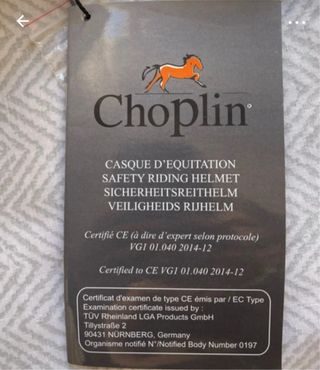 Choplin
CASQUE D'EQUITATION
SAFETY RIDING HELMET
SICHERHEITSREITHELM
VEILIGHEIDS RIJHELM
Certifié CE (à dire d'expert selon protocole)
VG1 01.040 2014-12
Certified to CE VG1 01.040 2014-12
Certificat d'examen de type CE émis par / EC Type
Examination certificate issued by :
TÜV Rheinland LGA Products GmbH
Tillystraße 2
90431 NÜRNBERG, Germany
Organisme notifié N°/Notified Body Number 0197